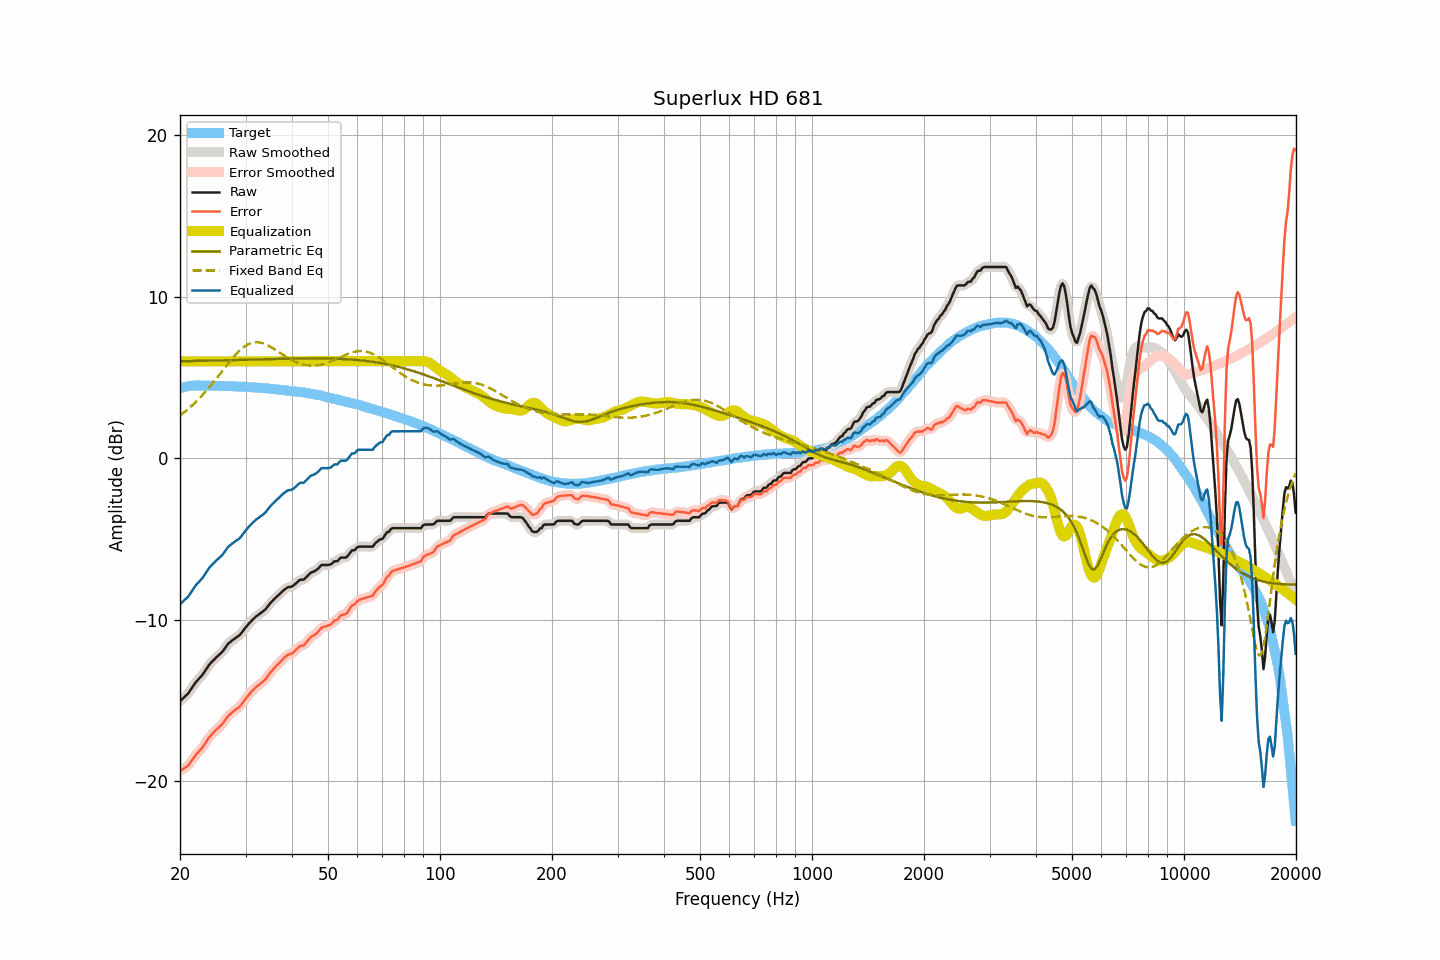 Superlux HD 681
Target
Raw Smoothed
Error Smoothed
Raw
Error
Equalization
Parametric Eq
Fixed Band Eq
Equalized
20
10
0
−10
−20
Amplitude (dBr)
20 50 100 200 500 1000 2000 5000 10000 20000
Frequency (Hz)